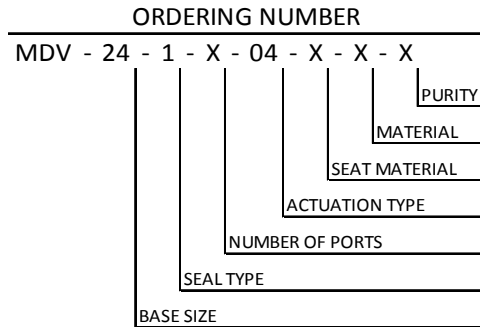 ORDERING NUMBER
MDV - 24 - 1 - X - 04 - X - X - X
PURITY
MATERIAL
SEAT MATERIAL
ACTUATION TYPE
NUMBER OF PORTS
SEAL TYPE
BASE SIZE